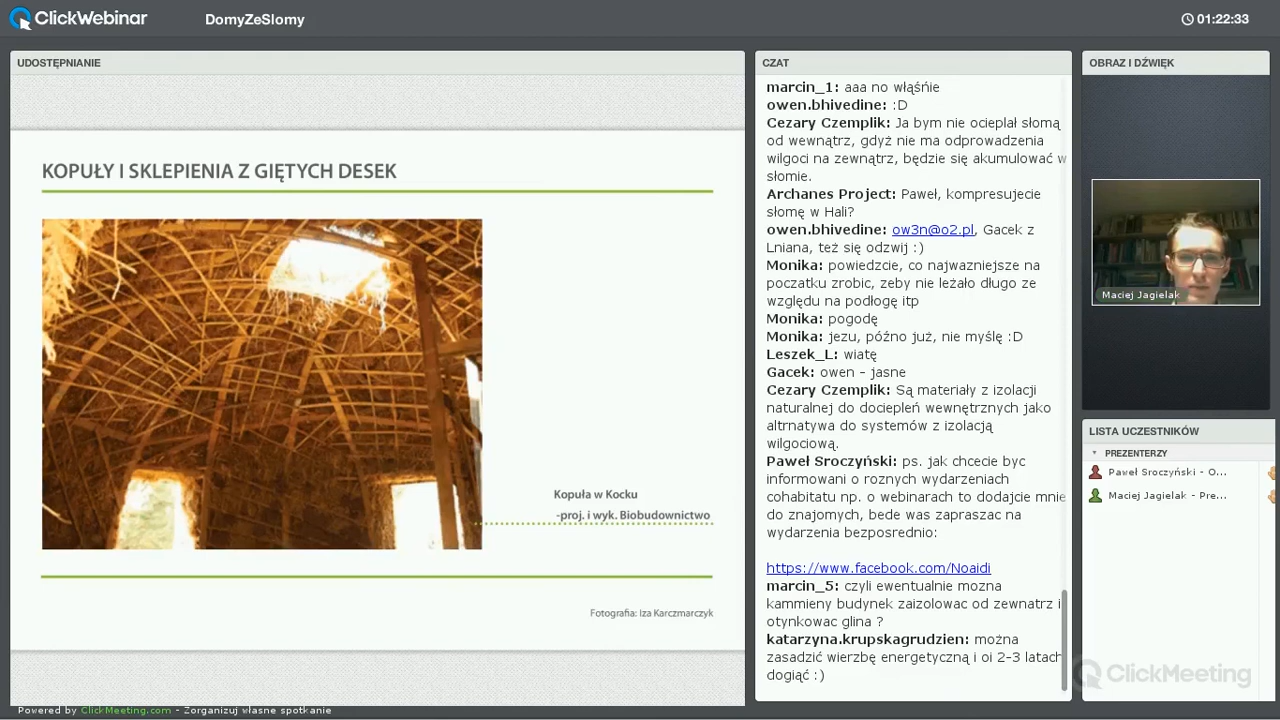 ClickWebinar
DomyZeSlomy
01:22:33
UDOSTĘPNIANIE
KOPUŁY I SKLEPIENIA Z GIĘTYCH DESEK
Kopuła w Kocku
-proj. i wyk. Biobudownictwo
Fotografia: Iza Karczmarczyk
Powered by ClickMeeting.com - Zorganizuj własne spotkanie
CZAT
marcin_1: aaa no włąśńie
owen.bhivedine: :D
Cezary Czemplik: Ja bym nie ocieplał słomą
od wewnątrz, gdyż nie ma odprowadzenia
wilgoci na zewnątrz, będzie się akumulować w
słomie.
Archanes Project: Paweł, kompresujecie
słomę w Hali?
owen.bhivedine: ow3n@o2.pl, Gacek z
Lniana, też się odzwij :)
Monika: powiedzcie, co najwazniejsze na
poczatku zrobic, zeby nie leżało długo ze
względu na podłogę itp
Monika: pogodę
Monika: jezu, późno już, nie myślę :D
Leszek_L: wiatę
Gacek: owen - jasne
Cezary Czemplik: Są materiały z izolacji
naturalnej do dociepleń wewnętrznych jako
altrnatywa do systemów z izolacją
wilgociową.
Paweł Sroczyński: ps. jak chcecie byc
informowani o roznych wydarzeniach
cohabitatu np. o webinarach to dodajcie mnie
do znajomych, bede was zapraszac na
wydarzenia bezposrednio:
https://www.facebook.com/Noaidi
marcin_5: czyli ewentualnie mozna
kammieny budynek zaizolowac od zewnatrz i
otynkowac glina ?
katarzyna.krupskagrudzien: można
zasadzić wierzbę energetyczną i oi 2-3 latach
dogiąć :)
OBRAZ I DŹWIĘK
Maciej Jagielak
LISTA UCZESTNIKÓW
PREZENTERZY
Paweł Sroczyński - O...
Maciej Jagielak - Pre...
ClickMeeting